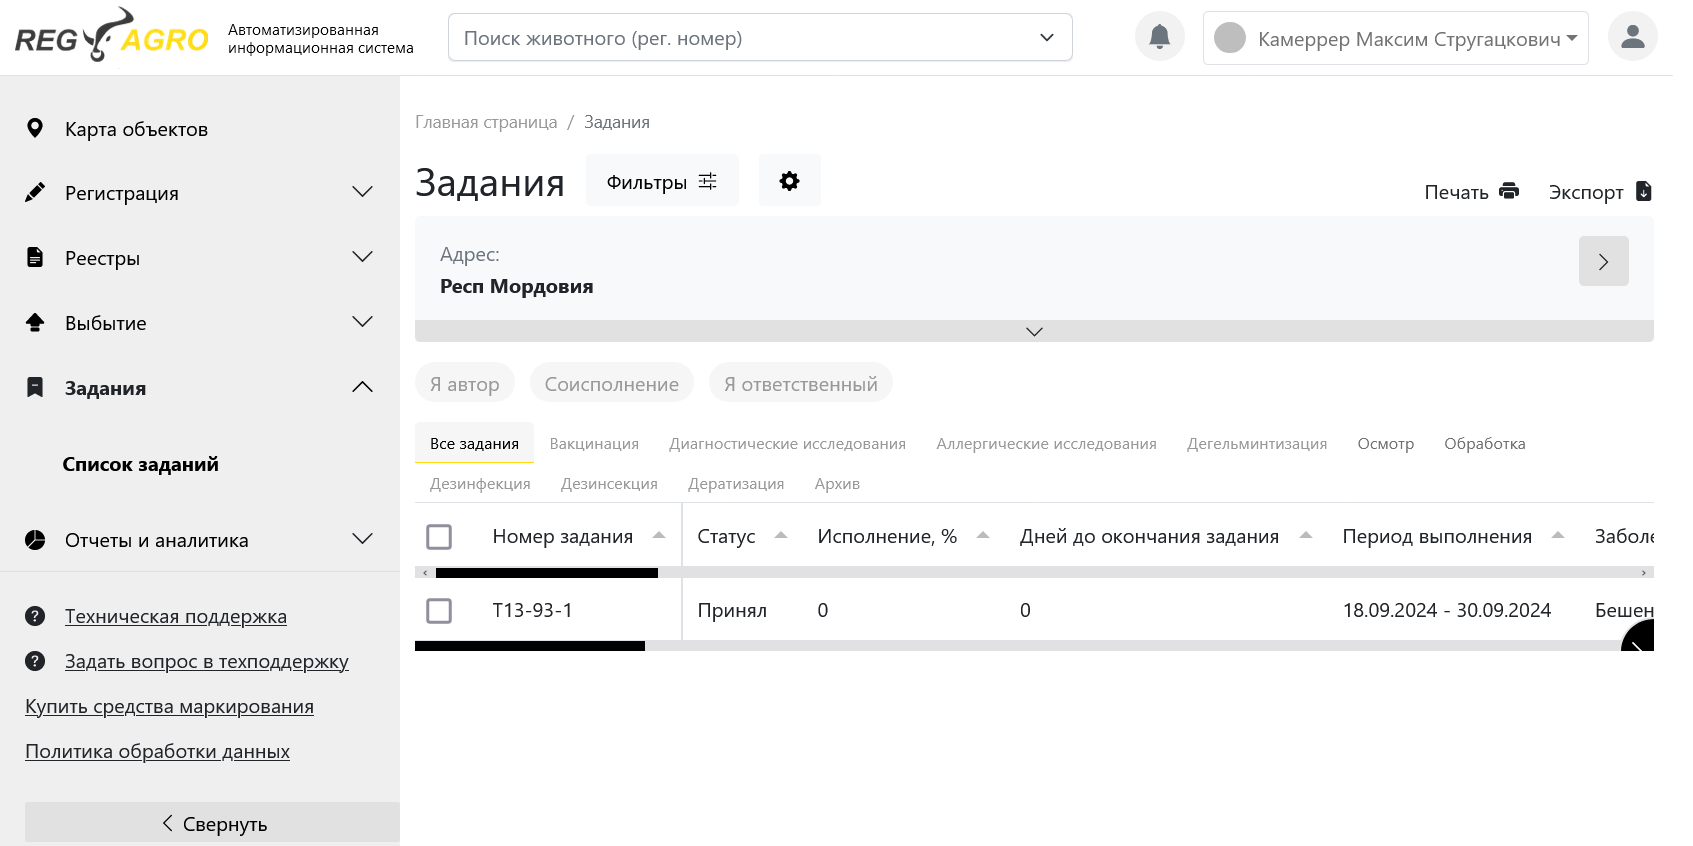 REG AGRO
Автоматизированная
информационная система
Поиск животного (рег. номер)
Камеррер Максим Стругацкович
Карта объектов
Регистрация
Реестры
Выбытие
Задания
Список заданий
Отчеты и аналитика
Техническая поддержка
Задать вопрос в техподдержку
Купить средства маркирования
Политика обработки данных
Свернуть
Главная страница / Задания
Задания
Фильтры
Печать
Экспорт
Адрес:
Респ Мордовия
Я автор Соисполнение Я ответственный
Все задания Вакцинация Диагностические исследования Аллергические исследования Дегельминтизация Осмотр Обработка
Дезинфекция Дезинсекция Дератизация Архив
Номер задания Статус Исполнение, % Дней до окончания задания Период выполнения Заболе
Т13-93-1 Принял 0 0 18.09.2024 - 30.09.2024 Бешен